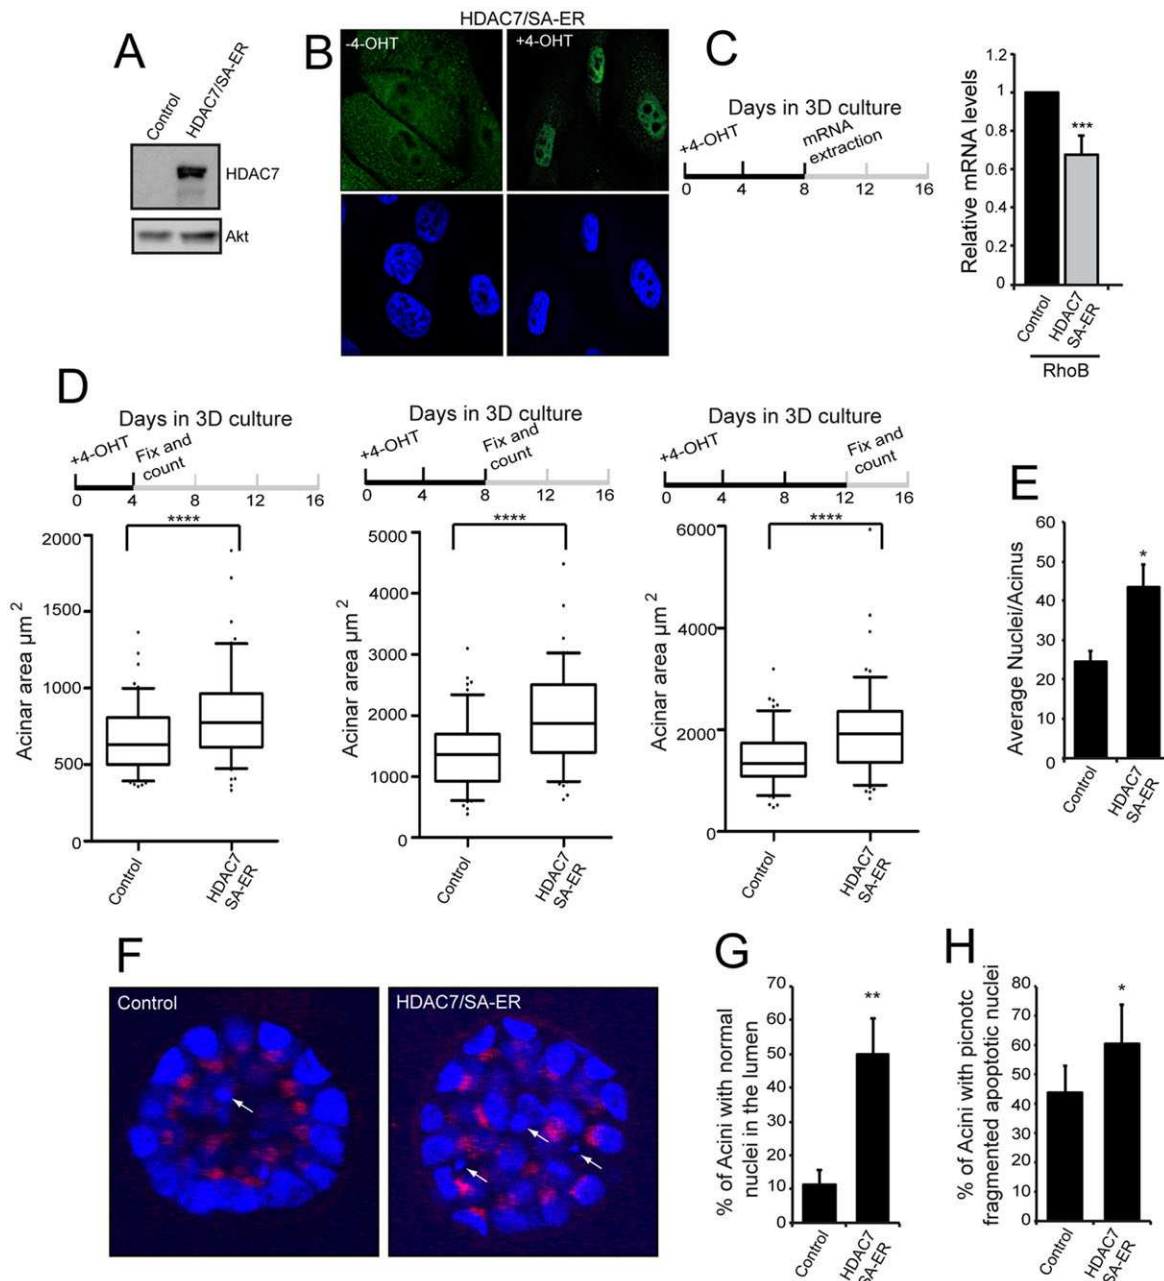 A
Control
HDAC7/SA-ER
HDAC7
Akt
HDAC7/SA-ER
B
-4-OHT
+4-OHT
C
Days in 3D culture
+4-OHT
mRNA
extraction
0 4 8 12 16
Relative mRNA levels
1.2
1
0.8
0.6
0.4
1.2
0
***
Control
HDAC7
SA-ER
RhoB
D
Days in 3D culture
+4-OHT
Fix and
count
0 4 8 12 16
****
Acinar area µm 2
2000
1500
1000
500
0
Control
HDAC7
SA-ER
Days in 3D culture
+4-OHT
Fix and
count
0 4 8 12 16
****
Acinar area µm 2
5000
4000
3000
2000
1000
0
Control
HDAC7
SA-ER
Days in 3D culture
+4-OHT
Fix and
count
0 4 8 12 16
****
Acinar area µm 2
6000
4000
2000
0
Control
HDAC7
SA-ER
E
Average Nuclei/Acinus
60
50
40
30
20
10
0
*
Control
HDAC7
SA-ER
F
Control
HDAC7/SA-ER
G
% of Acini with normal
nuclei in the lumen
70
60
50
40
30
20
10
0
**
Control
HDAC7
SA-ER
H
% of Acini with picnotc
fragmented apoptotic nuclei
80
70
60
50
40
30
20
10
0
*
Control
HDAC7
SA-ER